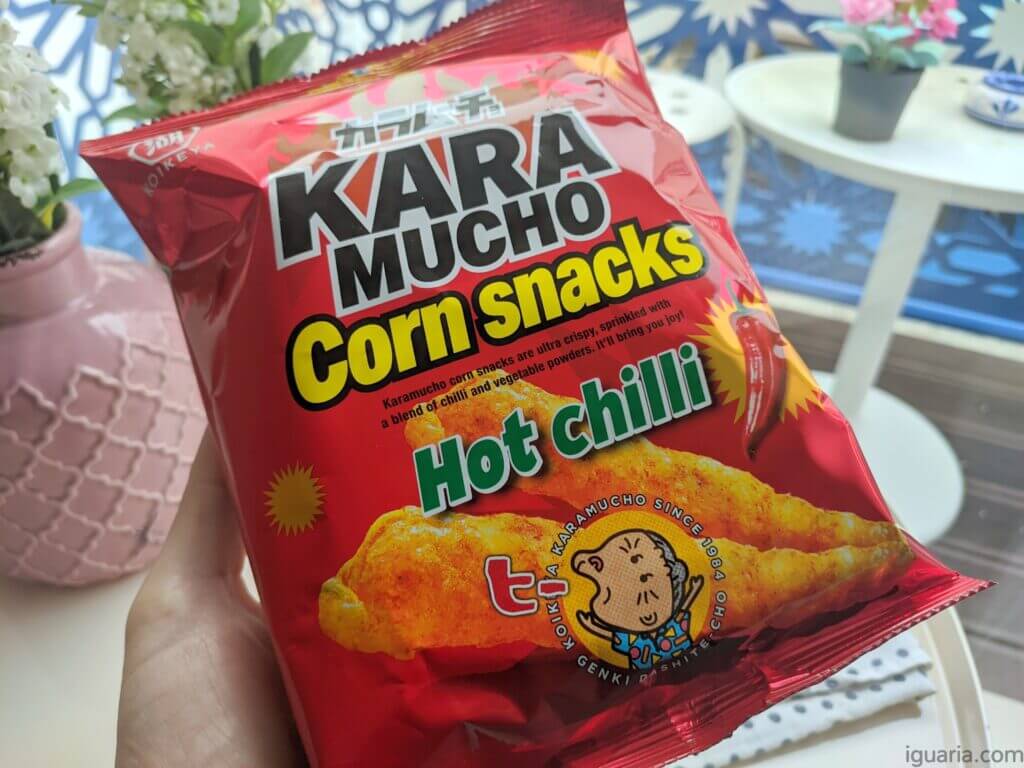 湖
KOIKEYA
カラムーチョ
KARA
MUCHO
Corn snacks
Karamucho corn snacks are ultra crispy, sprinkled with
a blend of chilli and vegetable powders. It'll bring you joy!
Hot chilli
ヒー
KOIKEYA KARAMUCHO SINCE 1984
GENKI DASHITE-CHO
iguaria.com